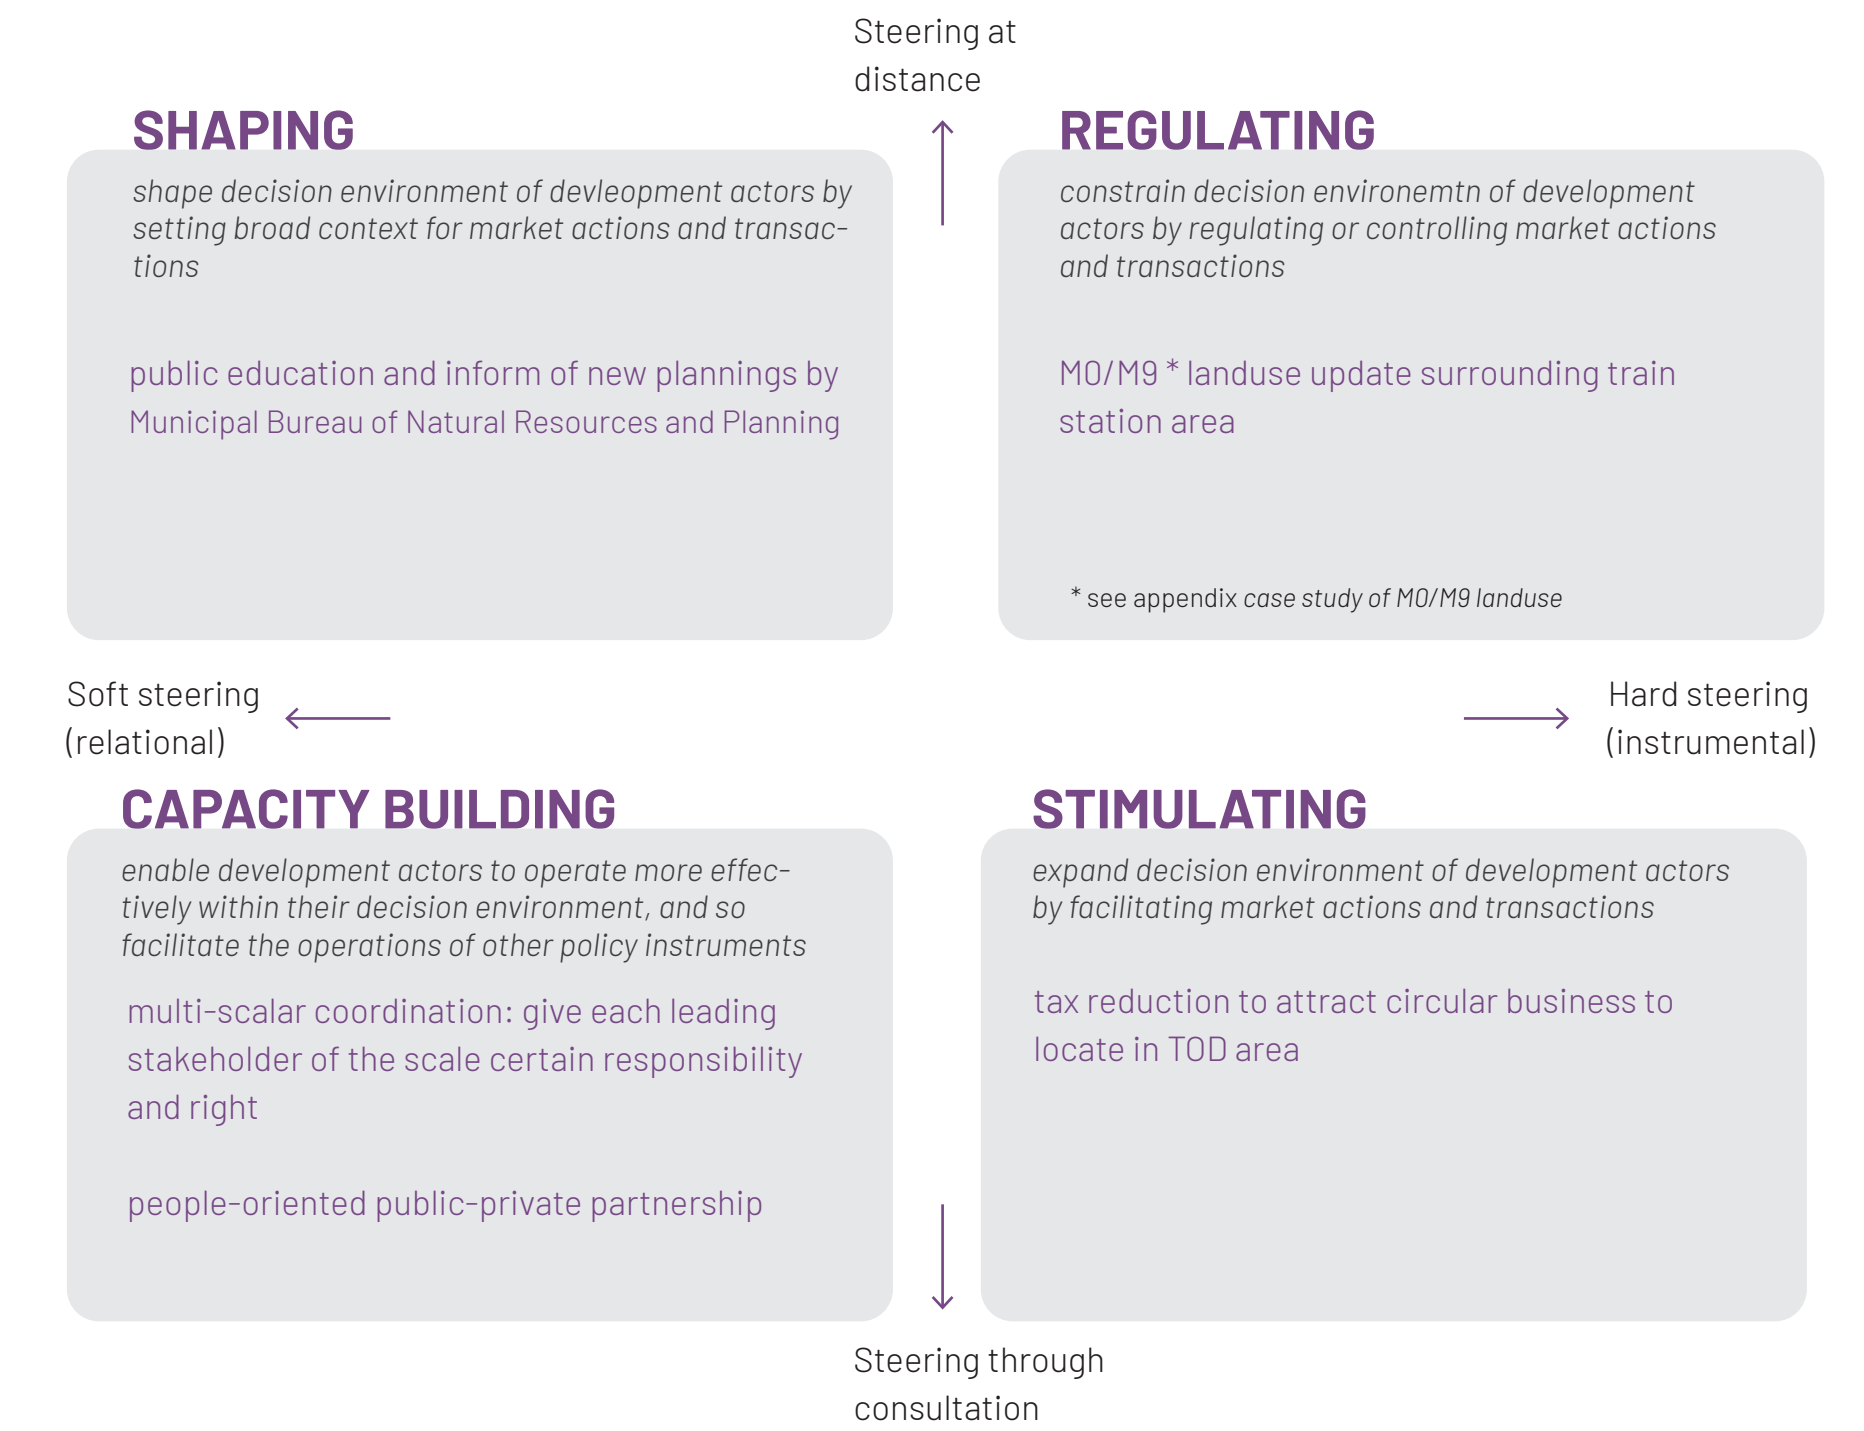 Steering at
distance
SHAPING
shape decision environment of devleopment actors by
setting broad context for market actions and transac-
tions
public education and inform of new plannings by
Municipal Bureau of Natural Resources and Planning
REGULATING
constrain decision environemtn of development
actors by regulating or controlling market actions
and transactions
M0/M9 * landuse update surrounding train
station area
* see appendix case study of M0/M9 landuse
Soft steering
(relational)
Hard steering
(instrumental)
CAPACITY BUILDING
enable development actors to operate more effec-
tively within their decision environment, and so
facilitate the operations of other policy instruments
multi-scalar coordination: give each leading
stakeholder of the scale certain responsibility
and right
people-oriented public-private partnership
STIMULATING
expand decision environment of development actors
by facilitating market actions and transactions
tax reduction to attract circular business to
locate in TOD area
Steering through
consultation